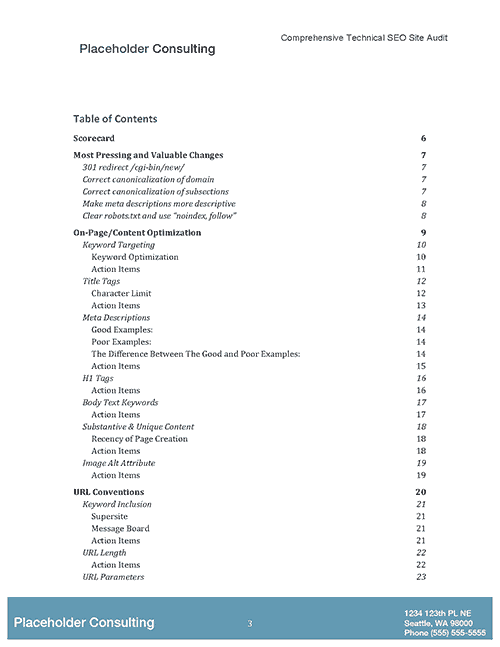 Comprehensive Technical SEO Site Audit
Placeholder Consulting
Table of Contents
Scorecard 6
Most Pressing and Valuable Changes 7
301 redirect /cgi-bin/new/ 7
Correct canonicalization of domain 7
Correct canonicalization of subsections 7
Make meta descriptions more descriptive 8
Clear robots.txt and use "noindex, follow" 8
On-Page/Content Optimization 9
Keyword Targeting 10
Keyword Optimization 10
Action Items 11
Title Tags 12
Character Limit 12
Action Items 13
Meta Descriptions 14
Good Examples: 14
Poor Examples: 14
The Difference Between The Good and Poor Examples: 14
Action Items 15
H1 Tags 16
Action Items 16
Body Text Keywords 17
Action Items 17
Substantive & Unique Content 18
Recency of Page Creation 18
Action Items 18
Image Alt Attribute 19
Action Items 19
URL Conventions 20
Keyword Inclusion 21
Supersite 21
Message Board 21
Action Items 21
URL Length 22
Action Items 22
URL Parameters 23
Placeholder Consulting
3
1234 123th PL NE
Seattle, WA 98000
Phone (555) 555-5555